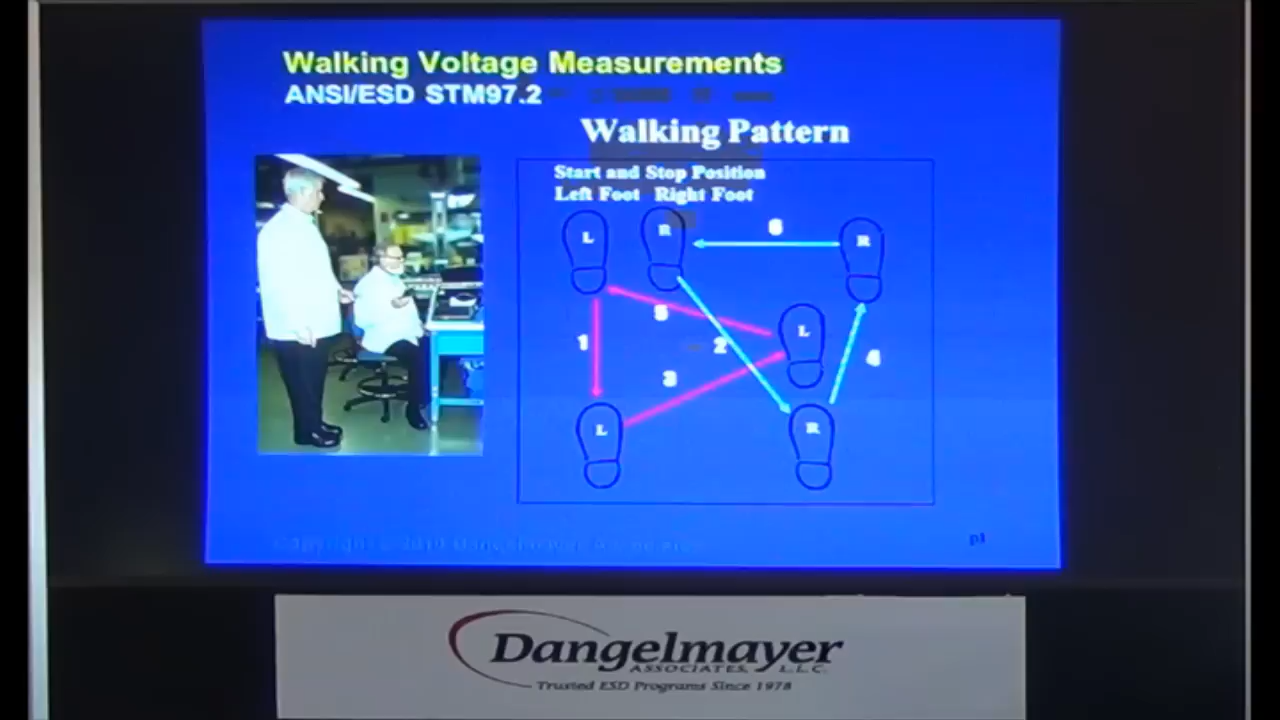 Walking Voltage Measurements
ANSI/ESD STM97.2
Walking Pattern
Start and Stop Position
Left Foot Right Foot
L
R
6
R
5
L
1
2
4
3
L
R
p1
Dangelmayer
ASSOCIATES, L.L.C.
Trusted ESD Programs Since 1978